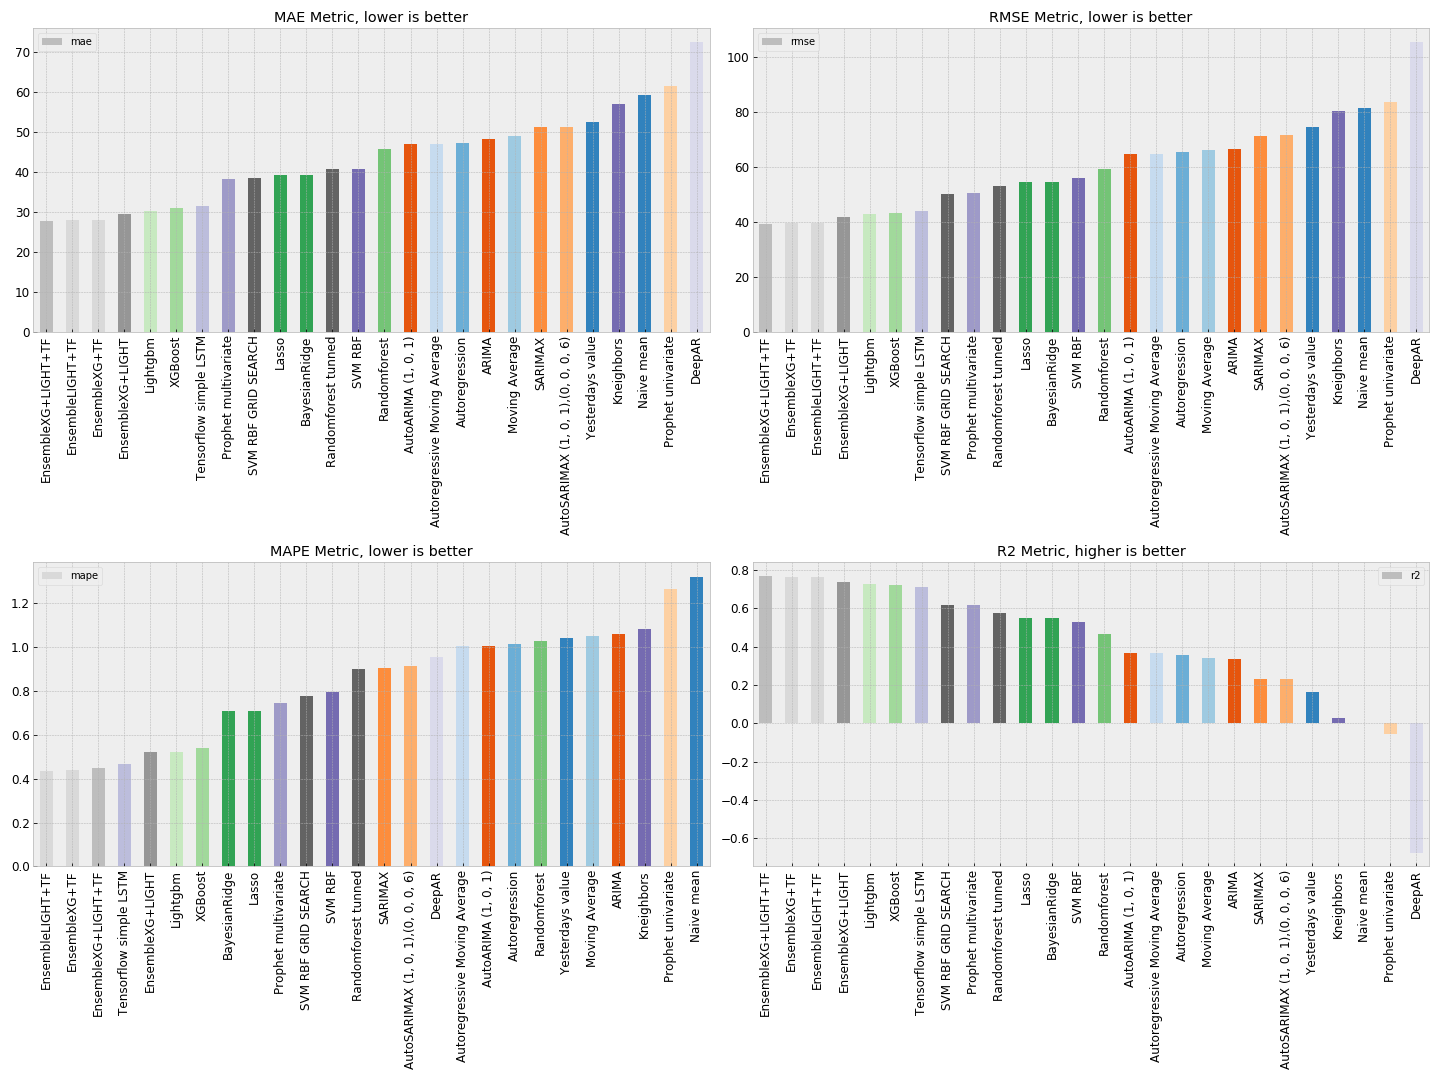 MAE Metric, lower is better
mae
70
60
50
40
30
20
10
0
EnsembleXG+LIGHT+TF
EnsembleLIGHT+TF
EnsembleXG+TF
EnsembleXG+LIGHT
Lightgbm
XGBoost
Tensorflow simple LSTM
Prophet multivariate
SVM RBF GRID SEARCH
Lasso
BayesianRidge
Randomforest tunned
SVM RBF
Randomforest
AutoARIMA (1, 0, 1)
Autoregressive Moving Average
Autoregression
ARIMA
Moving Average
SARIMAX
AutoSARIMAX (1, 0, 1),(0, 0, 0, 6)
Yesterdays value
Kneighbors
Naive mean
Prophet univariate
DeepAR
RMSE Metric, lower is better
rmse
100
80
60
40
20
0
EnsembleXG+LIGHT+TF
EnsembleXG+TF
EnsembleLIGHT+TF
EnsembleXG+LIGHT
Lightgbm
XGBoost
Tensorflow simple LSTM
SVM RBF GRID SEARCH
Prophet multivariate
Randomforest tunned
Lasso
BayesianRidge
SVM RBF
Randomforest
AutoARIMA (1, 0, 1)
Autoregressive Moving Average
Autoregression
Moving Average
ARIMA
SARIMAX
AutoSARIMAX (1, 0, 1),(0, 0, 0, 6)
Yesterdays value
Kneighbors
Naive mean
Prophet univariate
DeepAR
MAPE Metric, lower is better
mape
1.2
1.0
0.8
0.6
0.4
0.2
0.0
EnsembleLIGHT+TF
EnsembleXG+TF
EnsembleXG+LIGHT+TF
Tensorflow simple LSTM
EnsembleXG+LIGHT
Lightgbm
XGBoost
BayesianRidge
Lasso
Prophet multivariate
SVM RBF GRID SEARCH
SVM RBF
Randomforest tunned
SARIMAX
AutoSARIMAX (1, 0, 1),(0, 0, 0, 6)
DeepAR
Autoregressive Moving Average
AutoARIMA (1, 0, 1)
Autoregression
Randomforest
Yesterdays value
Moving Average
ARIMA
Kneighbors
Prophet univariate
Naive mean
R2 Metric, higher is better
r2
0.8
0.6
0.4
0.2
0.0
−0.2
−0.4
−0.6
EnsembleXG+LIGHT+TF
EnsembleXG+TF
EnsembleLIGHT+TF
EnsembleXG+LIGHT
Lightgbm
XGBoost
Tensorflow simple LSTM
SVM RBF GRID SEARCH
Prophet multivariate
Randomforest tunned
Lasso
BayesianRidge
SVM RBF
Randomforest
AutoARIMA (1, 0, 1)
Autoregressive Moving Average
Autoregression
Moving Average
ARIMA
SARIMAX
AutoSARIMAX (1, 0, 1),(0, 0, 0, 6)
Yesterdays value
Kneighbors
Naive mean
Prophet univariate
DeepAR